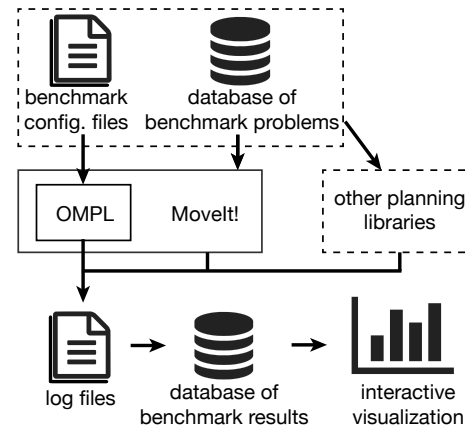 benchmark
config. files
database of
benchmark problems
OMPL
MoveIt!
other planning
libraries
log files
database of
benchmark results
interactive
visualization